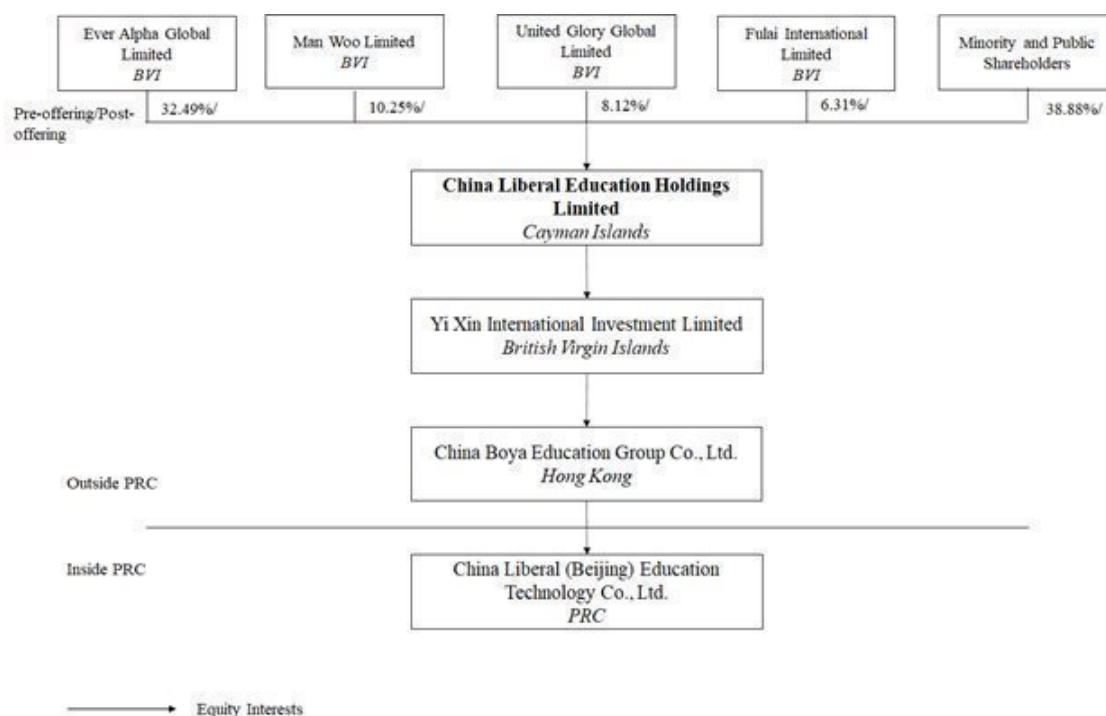 Ever Alpha Global
Limited
BVI
Man Woo Limited
BVI
United Glory Global
Limited
BVI
Fulai International
Limited
BVI
Minority and Public
Shareholders
Pre-offering/Post-
offering
32.49%/
10.25%/
8.12%/
6.31%/
38.88%/
China Liberal Education Holdings
Limited
Cayman Islands
Yi Xin International Investment Limited
British Virgin Islands
China Boya Education Group Co., Ltd.
Hong Kong
Outside PRC
Inside PRC
China Liberal (Beijing) Education
Technology Co., Ltd.
PRC
Equity Interests